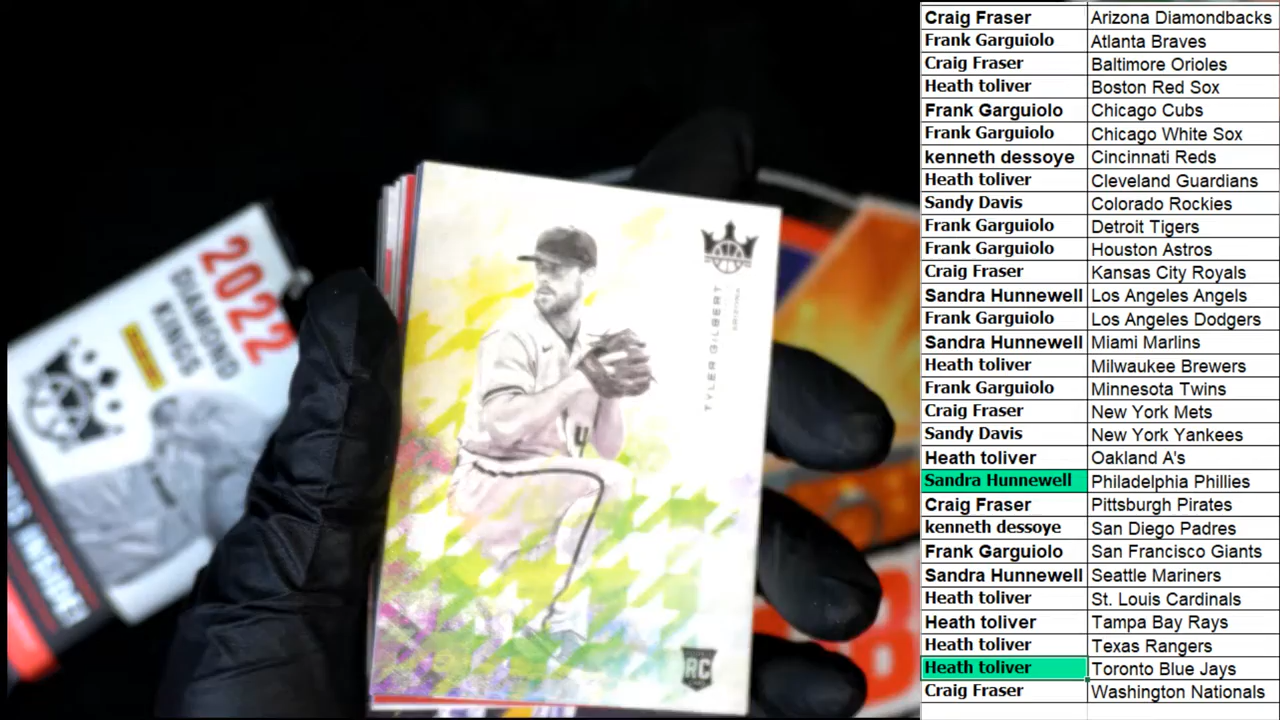 2022
DIAMOND
KINGS
TYLER GILBERT
ARIZONA
RC
Craig Fraser Arizona Diamondbacks
Frank Garguiolo Atlanta Braves
Craig Fraser Baltimore Orioles
Heath toliver Boston Red Sox
Frank Garguiolo Chicago Cubs
Frank Garguiolo Chicago White Sox
kenneth dessoye Cincinnati Reds
Heath toliver Cleveland Guardians
Sandy Davis Colorado Rockies
Frank Garguiolo Detroit Tigers
Frank Garguiolo Houston Astros
Craig Fraser Kansas City Royals
Sandra Hunnewell Los Angeles Angels
Frank Garguiolo Los Angeles Dodgers
Sandra Hunnewell Miami Marlins
Heath toliver Milwaukee Brewers
Frank Garguiolo Minnesota Twins
Craig Fraser New York Mets
Sandy Davis New York Yankees
Heath toliver Oakland A's
Sandra Hunnewell Philadelphia Phillies
Craig Fraser Pittsburgh Pirates
kenneth dessoye San Diego Padres
Frank Garguiolo San Francisco Giants
Sandra Hunnewell Seattle Mariners
Heath toliver St. Louis Cardinals
Heath toliver Tampa Bay Rays
Heath toliver Texas Rangers
Heath toliver Toronto Blue Jays
Craig Fraser Washington Nationals